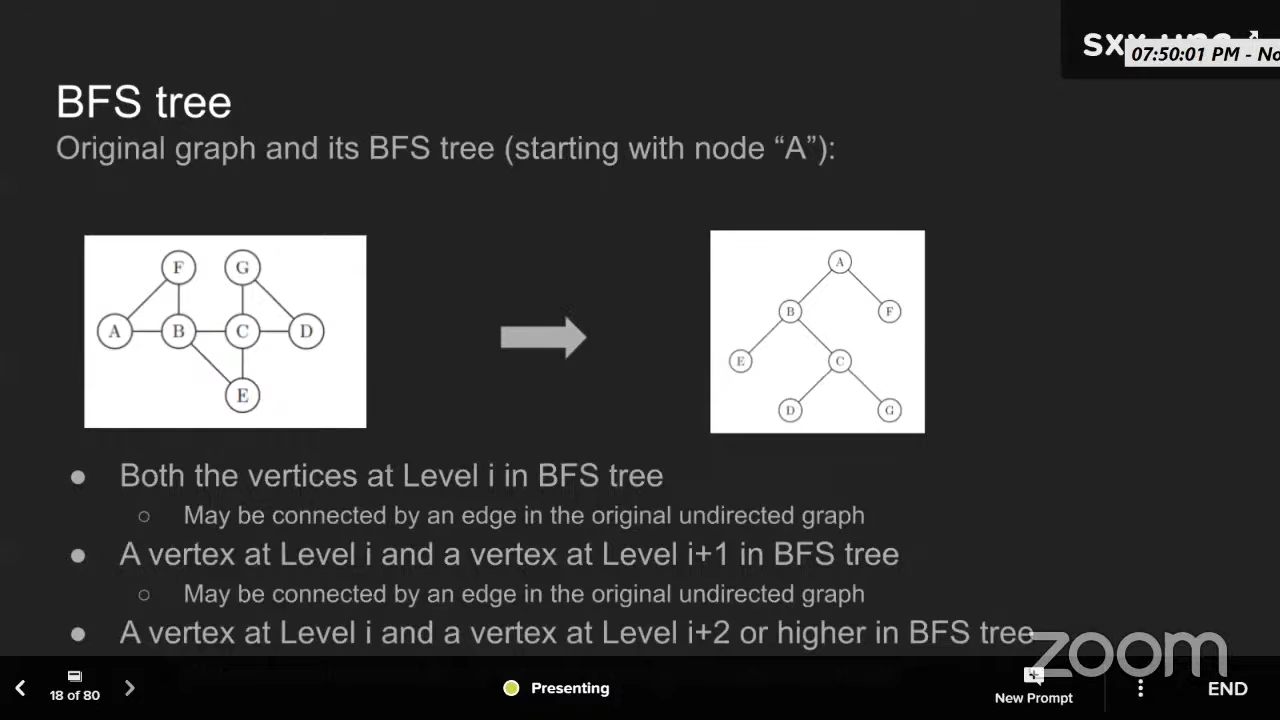 07:50:01 PM - No
BFS tree
Original graph and its BFS tree (starting with node “A”):
F G
A B C D
E
A
B F
E C
D G
● Both the vertices at Level i in BFS tree
○ May be connected by an edge in the original undirected graph
● A vertex at Level i and a vertex at Level i+1 in BFS tree
○ May be connected by an edge in the original undirected graph
● A vertex at Level i and a vertex at Level i+2 or higher in BFS tree
zoom
18 of 80
Presenting
New Prompt
END